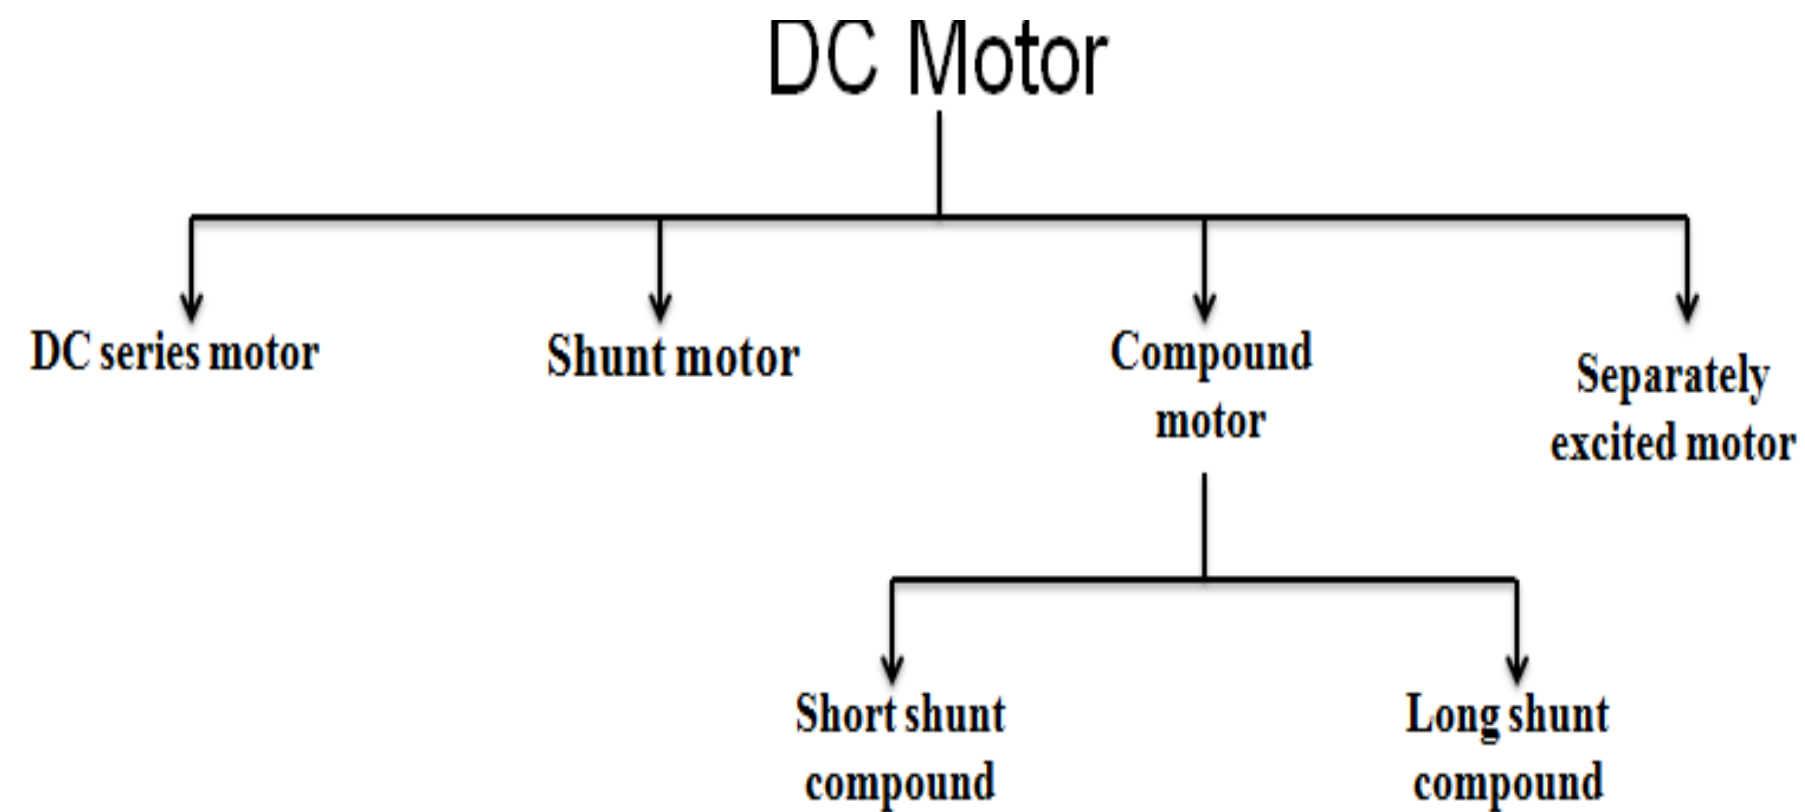 DC Motor
DC series motor
Shunt motor
Compound
motor
Separately
excited motor
Short shunt
compound
Long shunt
compound